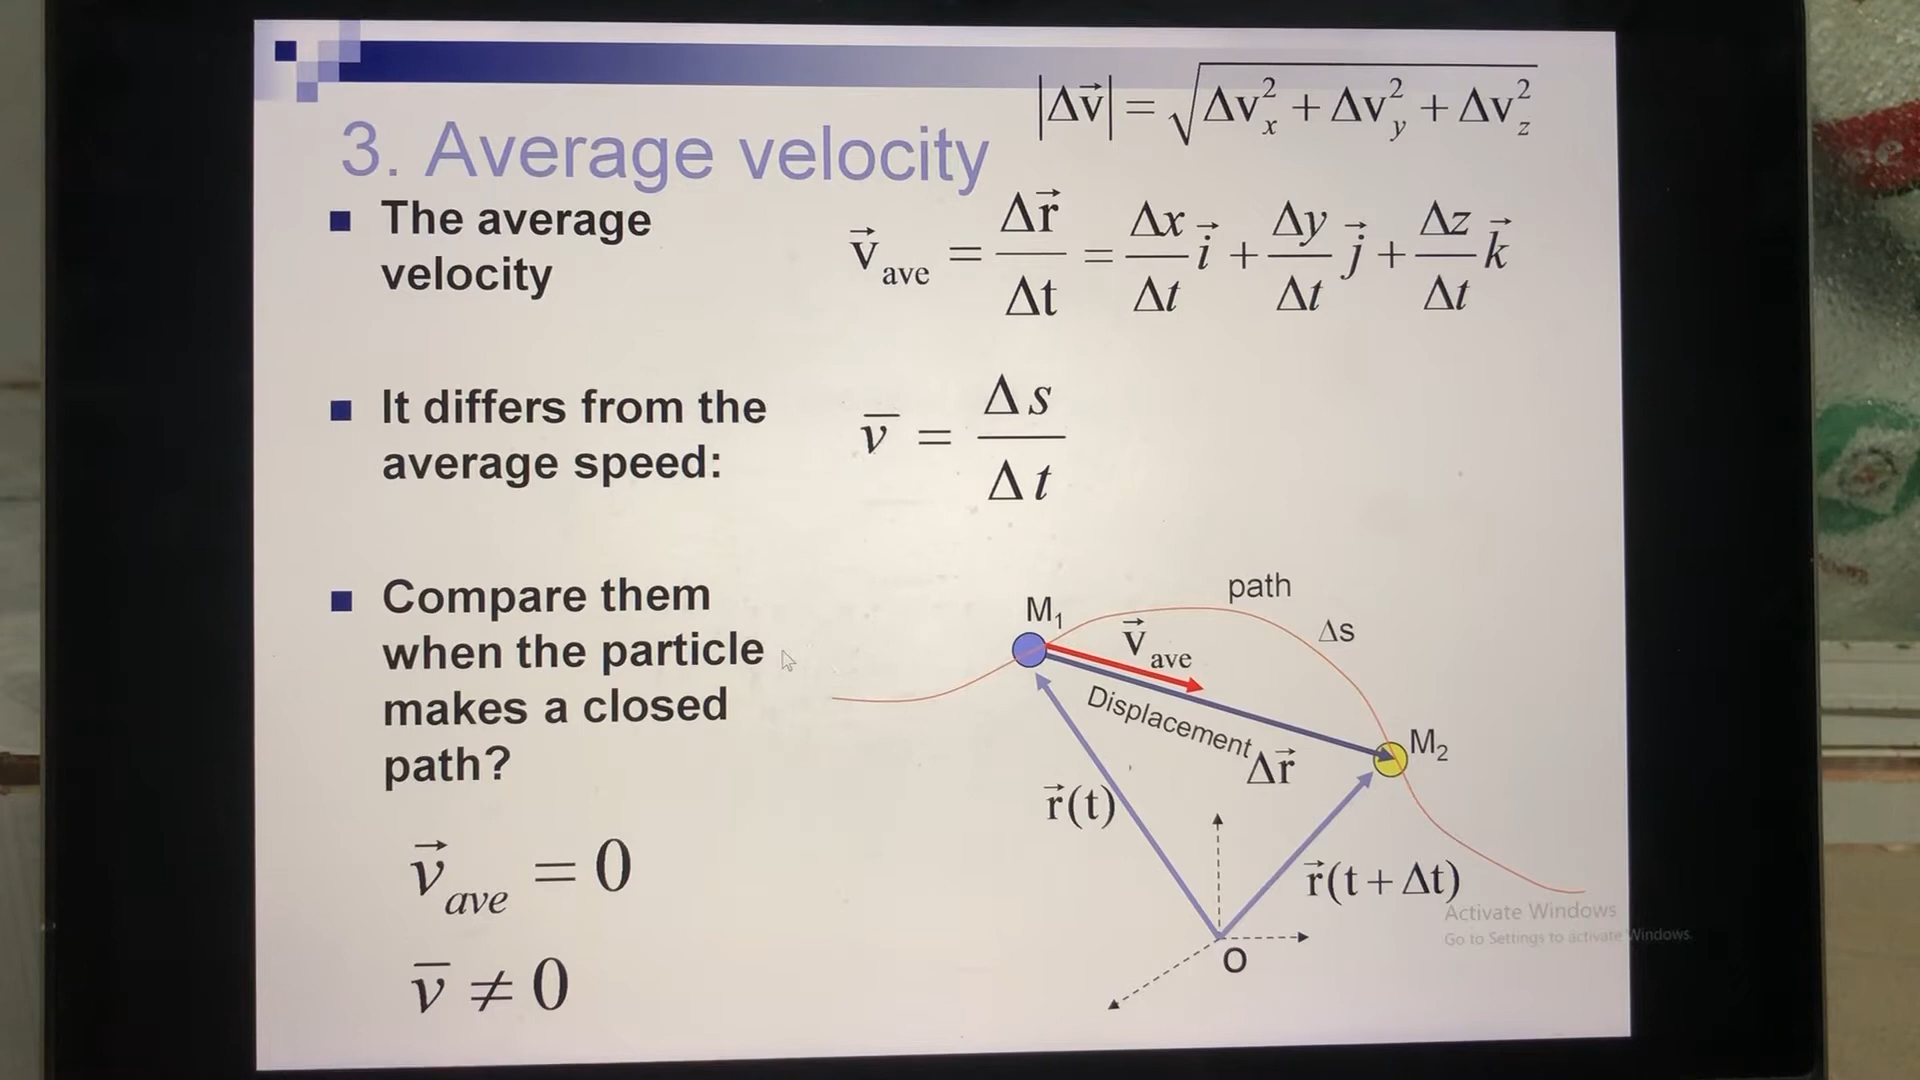 |Δv⃗| = √(Δv_x² + Δv_y² + Δv_z²)
3. Average velocity
■ The average
velocity
v⃗_ave = Δr⃗/Δt = Δx/Δt i⃗ + Δy/Δt j⃗ + Δz/Δt k⃗
■ It differs from the
average speed:
v̄ = Δs/Δt
■ Compare them
when the particle
makes a closed
path?
v⃗_ave = 0
v̄ ≠ 0
path
M₁
Δs
v⃗_ave
Displacement
Δr⃗
M₂
r⃗(t)
r⃗(t+Δt)
O
Activate Windows
Go to Settings to activate Windows.